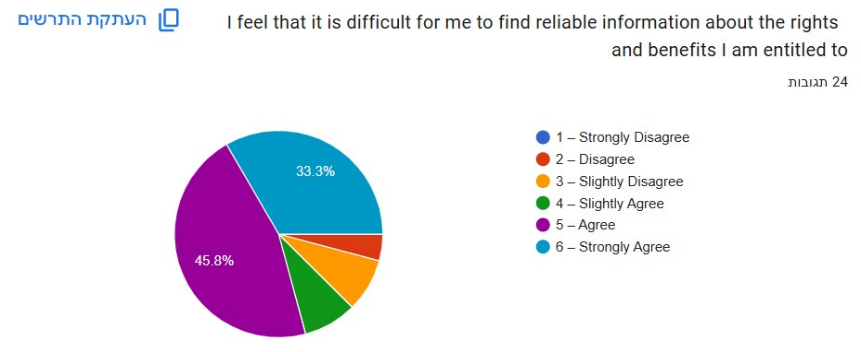 העתקת התרשים
I feel that it is difficult for me to find reliable information about the rights
and benefits I am entitled to
24 תגובות
33.3%
45.8%
1 – Strongly Disagree
2 – Disagree
3 – Slightly Disagree
4 – Slightly Agree
5 – Agree
6 – Strongly Agree